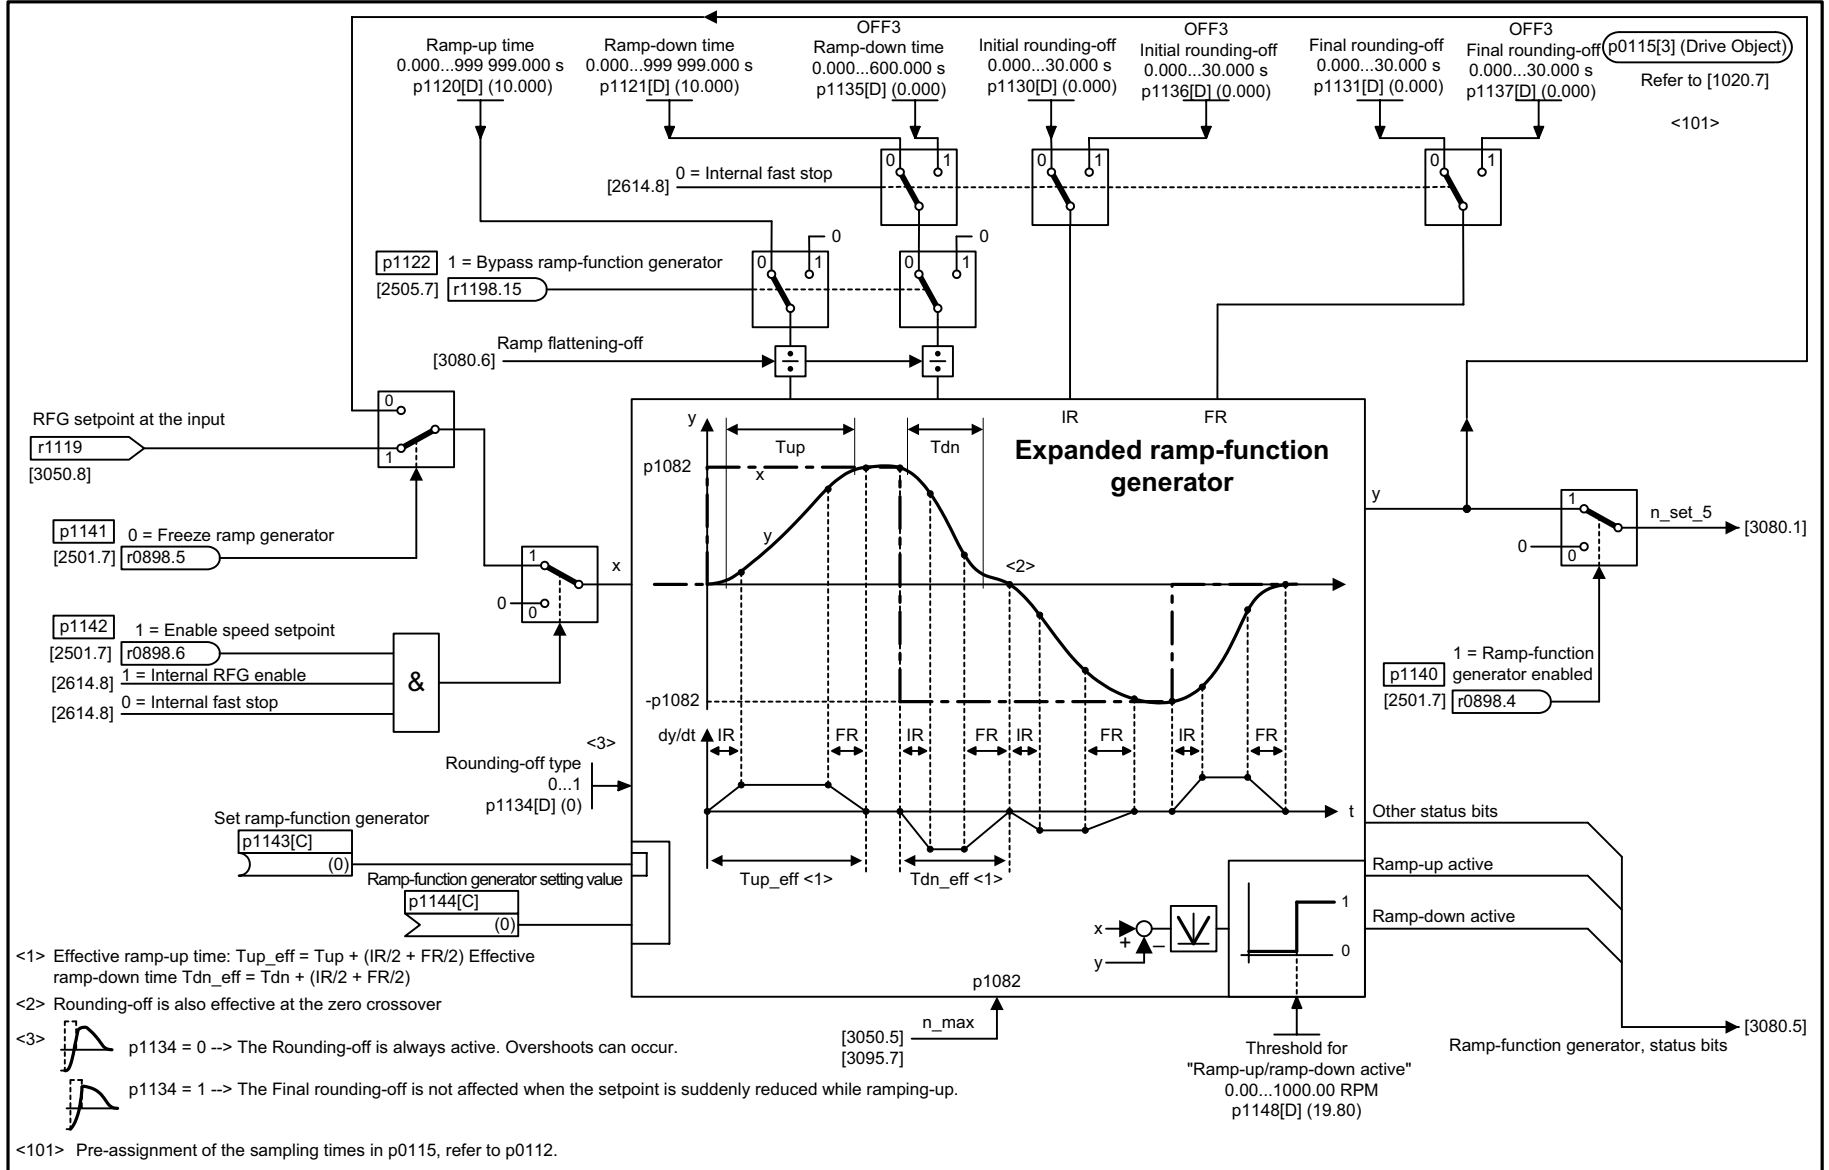 Ramp-up time
0.000...999 999.000 s
p1120[D] (10.000)
Ramp-down time
0.000...999 999.000 s
p1121[D] (10.000)
OFF3
Ramp-down time
0.000...600.000 s
p1135[D] (0.000)
Initial rounding-off
0.000...30.000 s
p1130[D] (0.000)
OFF3
Initial rounding-off
0.000...30.000 s
p1136[D] (0.000)
Final rounding-off
0.000...30.000 s
p1131[D] (0.000)
OFF3
Final rounding-off
0.000...30.000 s
p1137[D] (0.000)
p0115[3] (Drive Object)
Refer to [1020.7]
<101>
0 1
0 1
0 1
[2614.8] 0 = Internal fast stop
0
0
p1122 1 = Bypass ramp-function generator
[2505.7] r1198.15
0 1
0 1
Ramp flattening-off
[3080.6]
÷
÷
RFG setpoint at the input
r1119
[3050.8]
0
1
p1141 0 = Freeze ramp generator
[2501.7] r0898.5
1
0
0
x
p1142 1 = Enable speed setpoint
[2501.7] r0898.6
[2614.8] 1 = Internal RFG enable
[2614.8] 0 = Internal fast stop
&
IR
FR
Expanded ramp-function
generator
y
Tup
Tdn
p1082
x
y
<2>
-p1082
dy/dt
IR FR IR FR IR FR IR FR
t
Tup_eff <1>
Tdn_eff <1>
<3>
Rounding-off type
0...1
p1134[D] (0)
Set ramp-function generator
p1143[C]
(0)
Ramp-function generator setting value
p1144[C]
(0)
x
+
−
y
1
0
p1082
n_max
[3050.5]
[3095.7]
y
1
0
0
n_set_5
[3080.1]
1 = Ramp-function
generator enabled
p1140
[2501.7] r0898.4
Other status bits
Ramp-up active
Ramp-down active
[3080.5]
Ramp-function generator, status bits
Threshold for
"Ramp-up/ramp-down active"
0.00...1000.00 RPM
p1148[D] (19.80)
<1> Effective ramp-up time: Tup_eff = Tup + (IR/2 + FR/2) Effective
ramp-down time Tdn_eff = Tdn + (IR/2 + FR/2)
<2> Rounding-off is also effective at the zero crossover
<3>
p1134 = 0 --> The Rounding-off is always active. Overshoots can occur.
p1134 = 1 --> The Final rounding-off is not affected when the setpoint is suddenly reduced while ramping-up.
<101> Pre-assignment of the sampling times in p0115, refer to p0112.